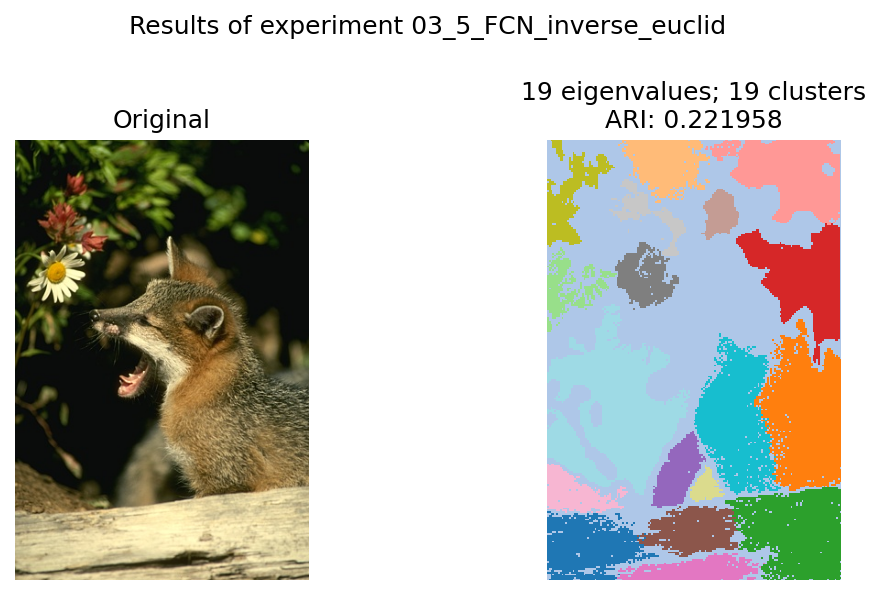 Results of experiment 03_5_FCN_inverse_euclid
Original
19 eigenvalues; 19 clusters
ARI: 0.221958